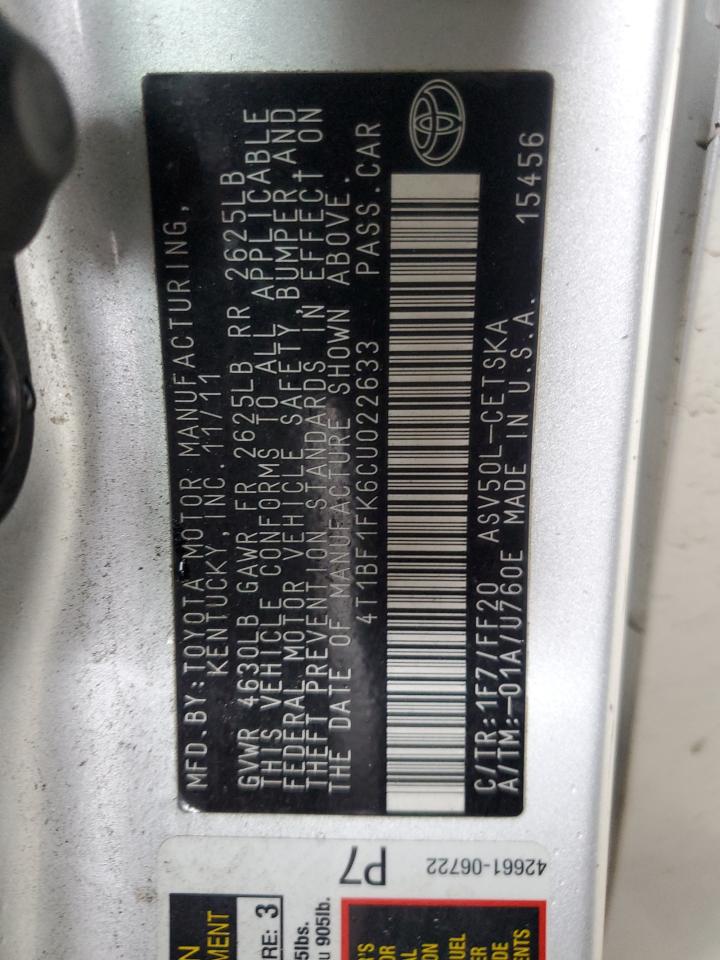 MFD.BY:TOYOTA MOTOR MANUFACTURING,
KENTUCKY, INC. 11/11
GVWR 4630LB GAWR FR 2625LB RR 2625LB
THIS VEHICLE CONFORMS TO ALL APPLICABLE
FEDERAL MOTOR VEHICLE SAFETY, BUMPER, AND
THEFT PREVENTION STANDARDS IN EFFECT ON
THE DATE OF MANUFACTURE SHOWN ABOVE.
4T1BF1FK6CU022633 PASS.CAR
C/TR:1F7/FF20 ASV50L-CETSKA
A/TM:-01A/U760E MADE IN U.S.A. 15456
P7
42661-06722
RE: 3
905lb.